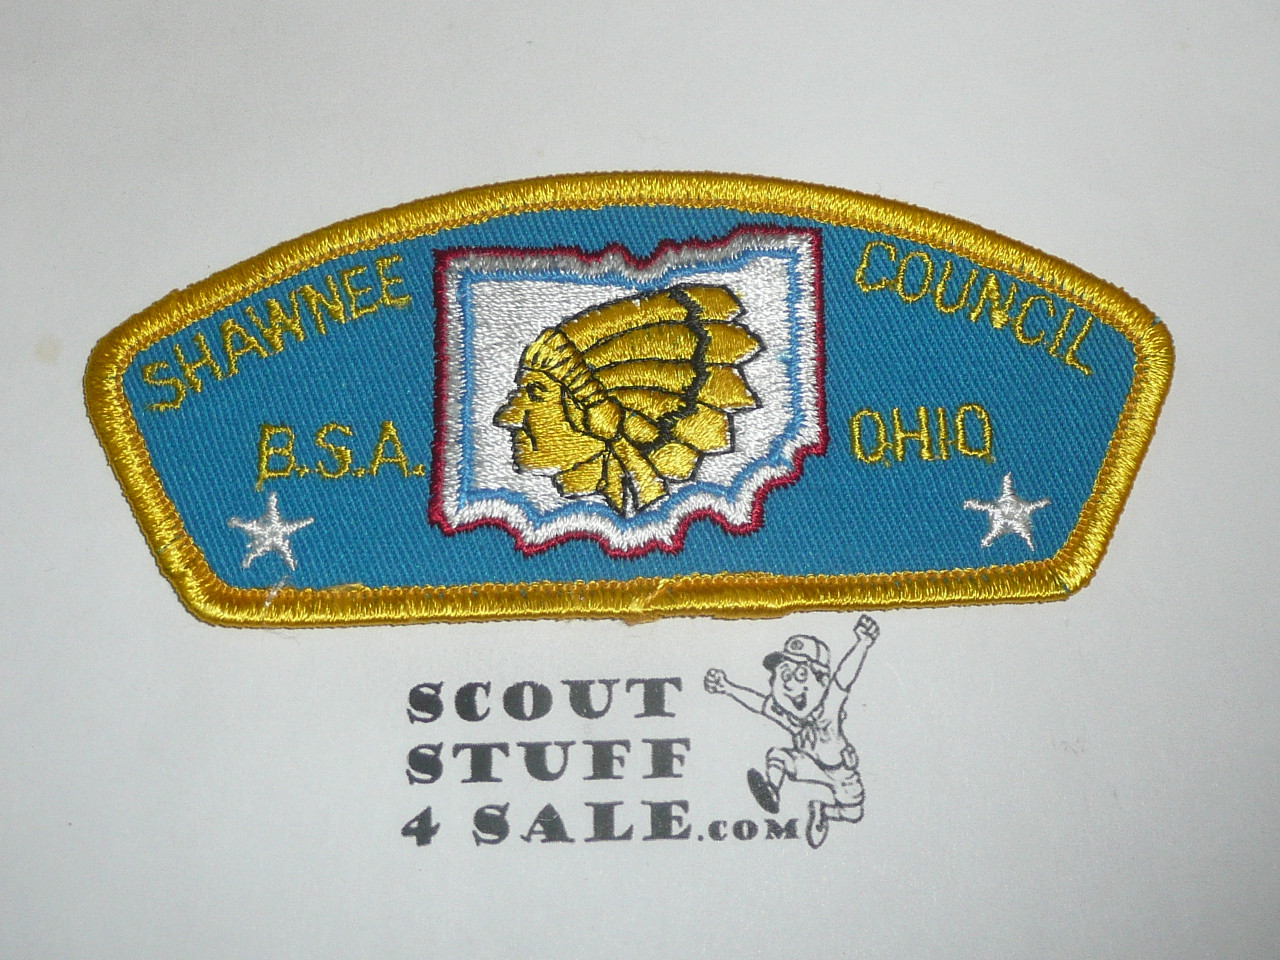 SHAWNEE COUNCIL
B.S.A. OHIO
SCOUT
STUFF
4 SALE.COM